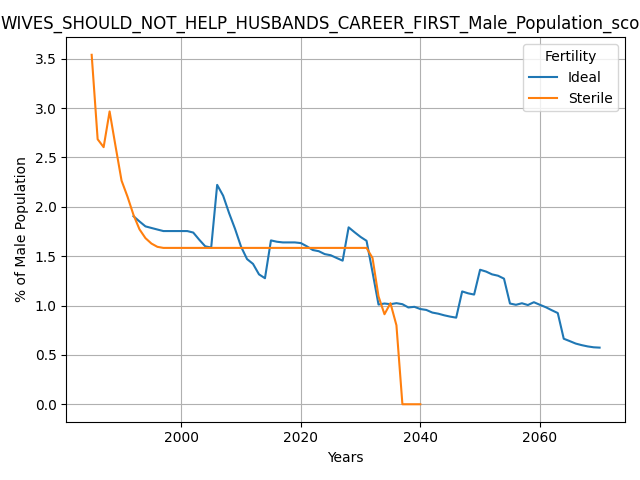 WIVES_SHOULD_NOT_HELP_HUSBANDS_CAREER_FIRST_Male_Population_sco
Fertility
Ideal
Sterile
% of Male Population
3.5
3.0
2.5
2.0
1.5
1.0
0.5
0.0
2000 2020 2040 2060
Years